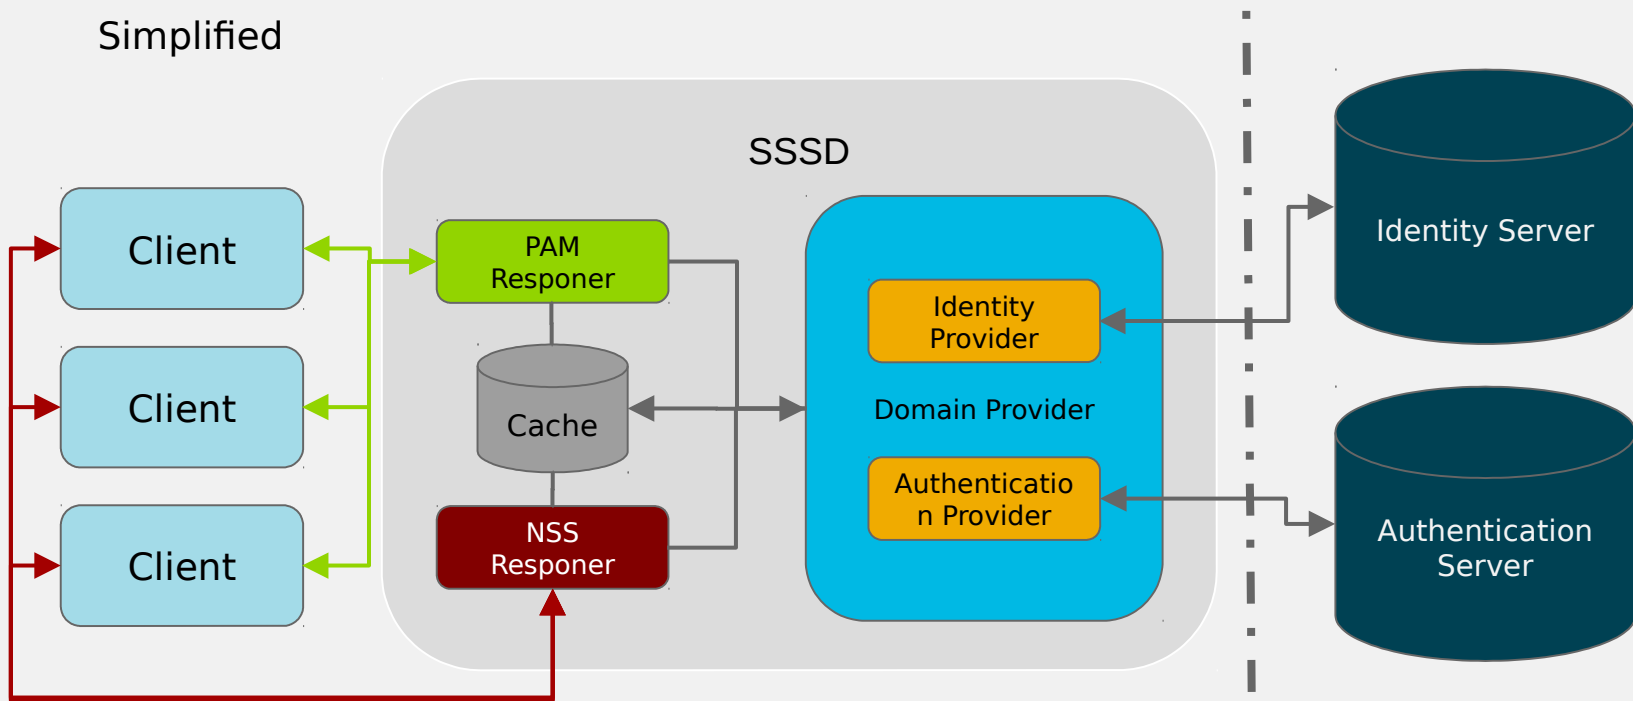 Simplified
SSSD
Client
Client
Client
PAM
Responer
Cache
NSS
Responer
Identity
Provider
Domain Provider
Authenticatio
n Provider
Identity Server
Authentication
Server